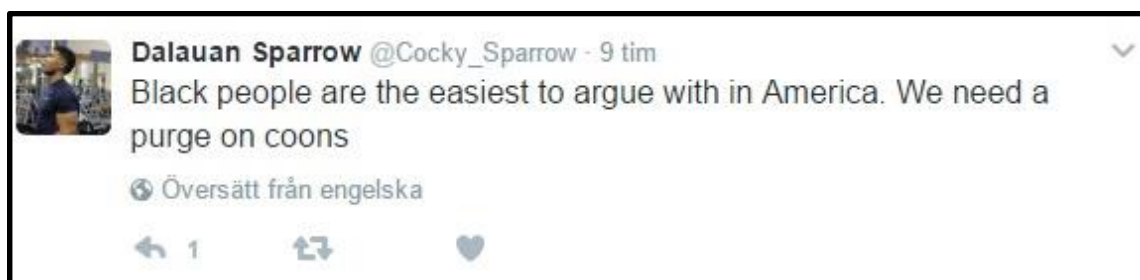 Dalauan Sparrow @Cocky_Sparrow · 9 tim
Black people are the easiest to argue with in America. We need a
purge on coons
Översätt från engelska
1